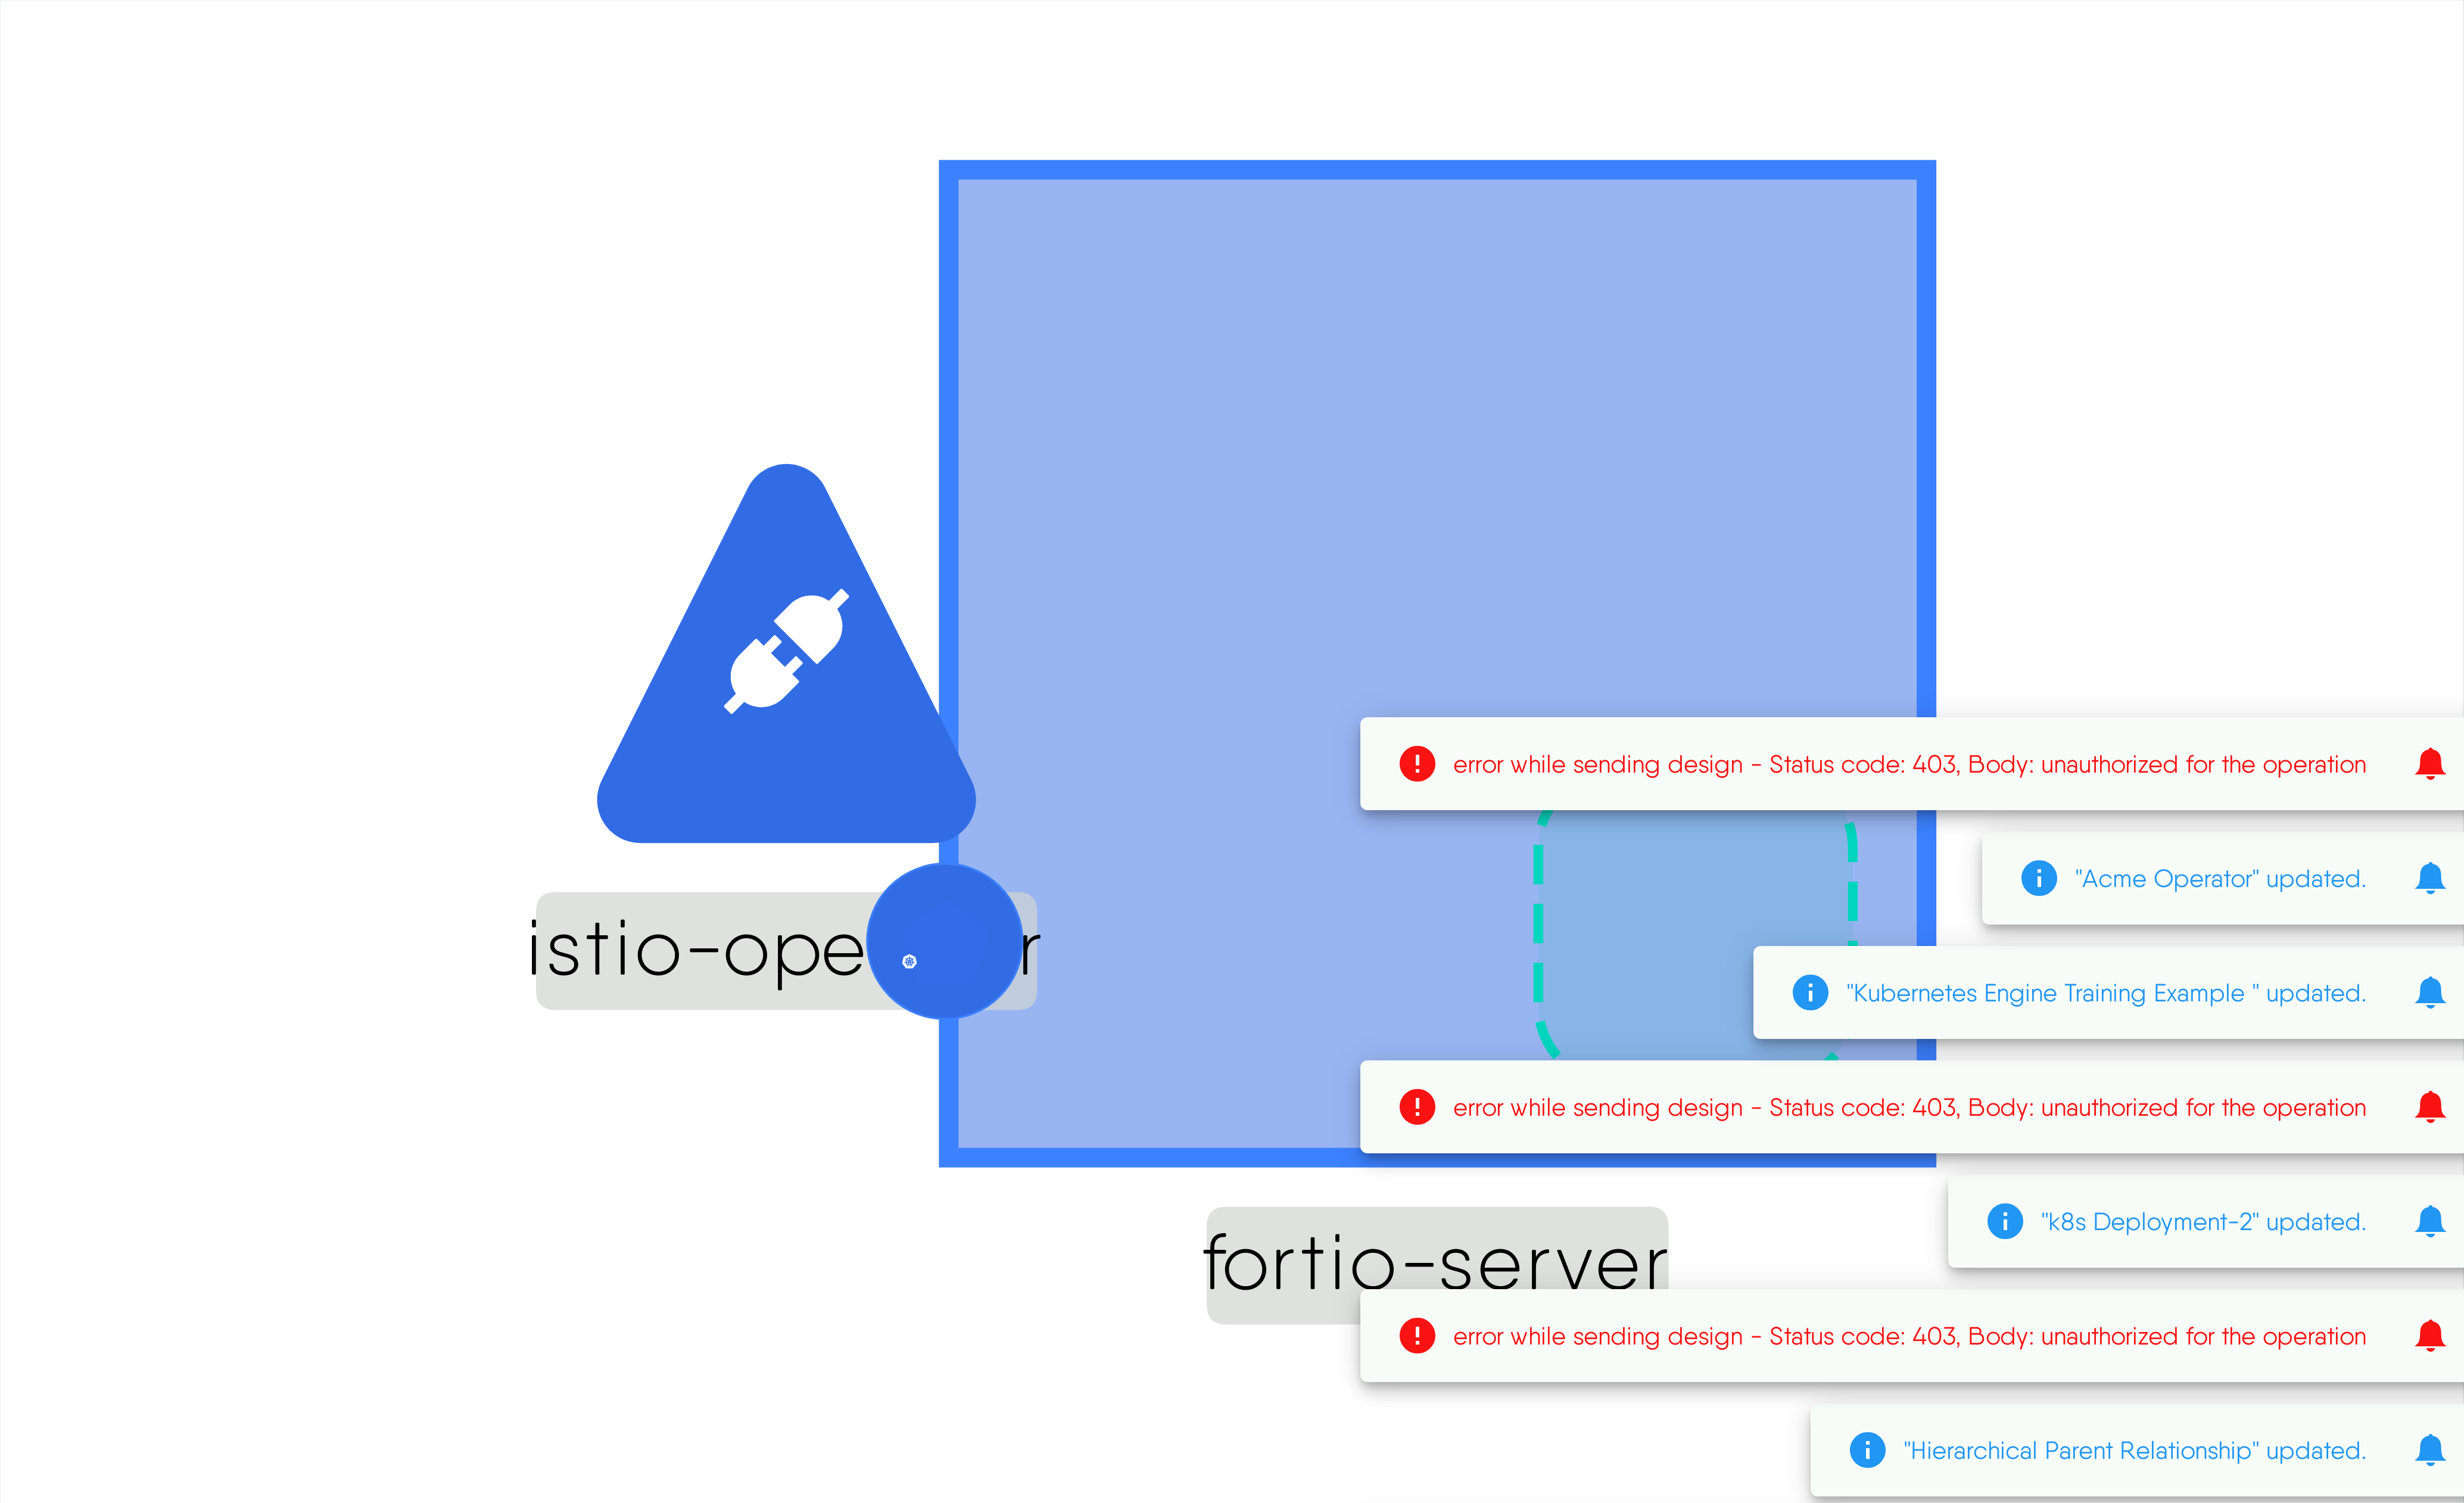 error while sending design - Status code: 403, Body: unauthorized for the operation
"Acme Operator" updated.
istio-ope r
"Kubernetes Engine Training Example " updated.
error while sending design - Status code: 403, Body: unauthorized for the operation
"k8s Deployment-2" updated.
fortio-server
error while sending design - Status code: 403, Body: unauthorized for the operation
"Hierarchical Parent Relationship" updated.